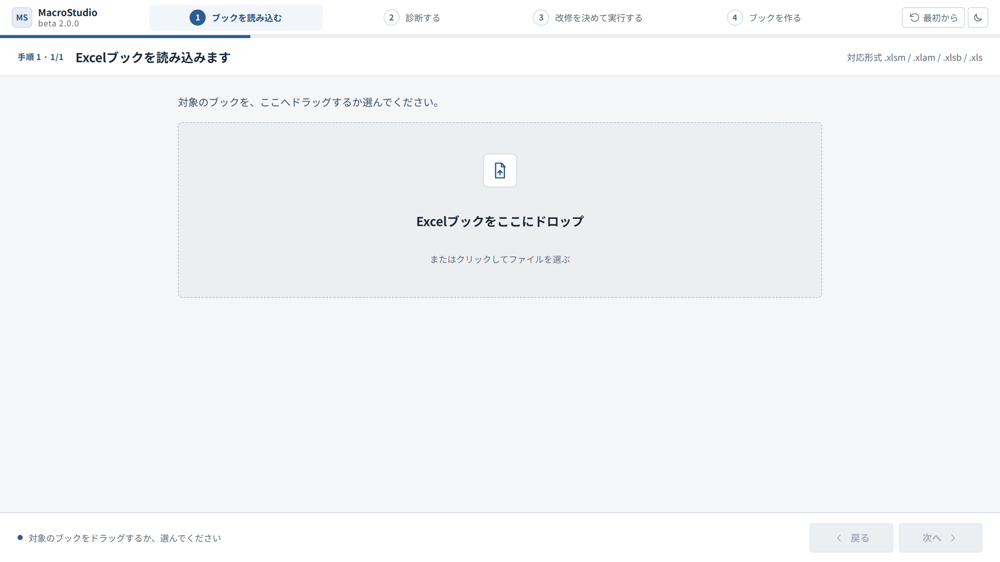 MS
MacroStudio
beta 2.0.0
1 ブックを読み込む
2 診断する
3 改修を決めて実行する
4 ブックを作る
最初から
手順 1 · 1/1
Excelブックを読み込みます
対応形式 .xlsm / .xlam / .xlsb / .xls
対象のブックを、ここへドラッグするか選んでください。
Excelブックをここにドロップ
またはクリックしてファイルを選ぶ
対象のブックをドラッグするか、選んでください
戻る
次へ